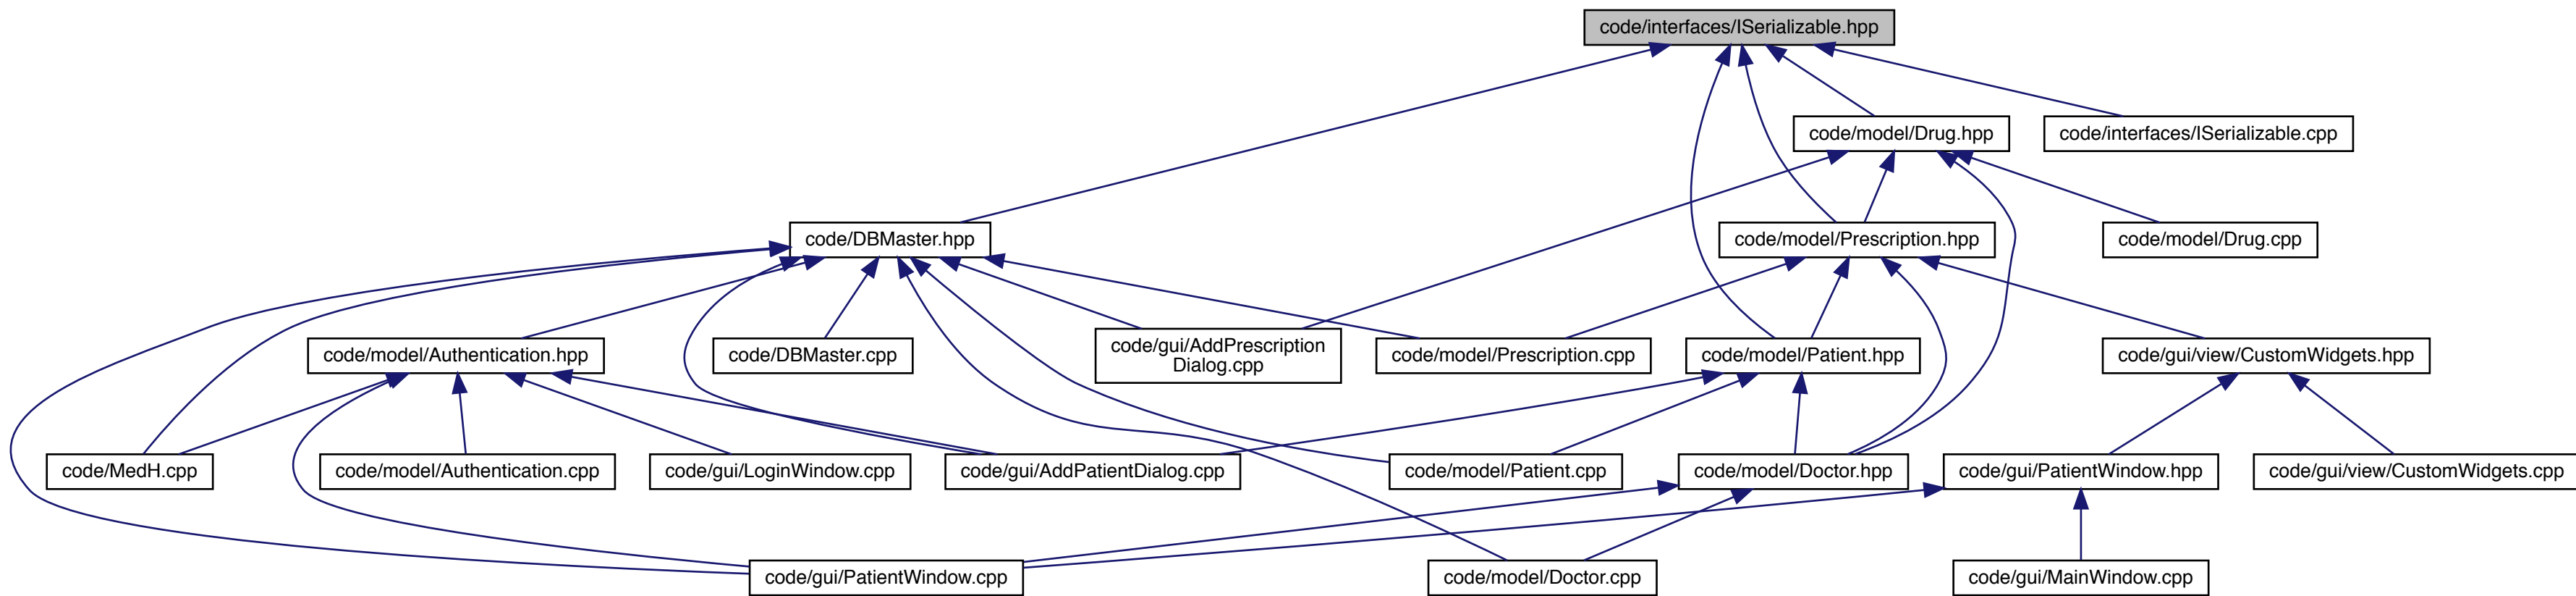 code/interfaces/ISerializable.hpp
code/model/Drug.hpp
code/interfaces/ISerializable.cpp
code/DBMaster.hpp
code/model/Prescription.hpp
code/model/Drug.cpp
code/model/Authentication.hpp
code/DBMaster.cpp
code/gui/AddPrescription
Dialog.cpp
code/model/Prescription.cpp
code/model/Patient.hpp
code/gui/view/CustomWidgets.hpp
code/MedH.cpp
code/model/Authentication.cpp
code/gui/LoginWindow.cpp
code/gui/AddPatientDialog.cpp
code/model/Patient.cpp
code/model/Doctor.hpp
code/gui/PatientWindow.hpp
code/gui/view/CustomWidgets.cpp
code/gui/PatientWindow.cpp
code/model/Doctor.cpp
code/gui/MainWindow.cpp